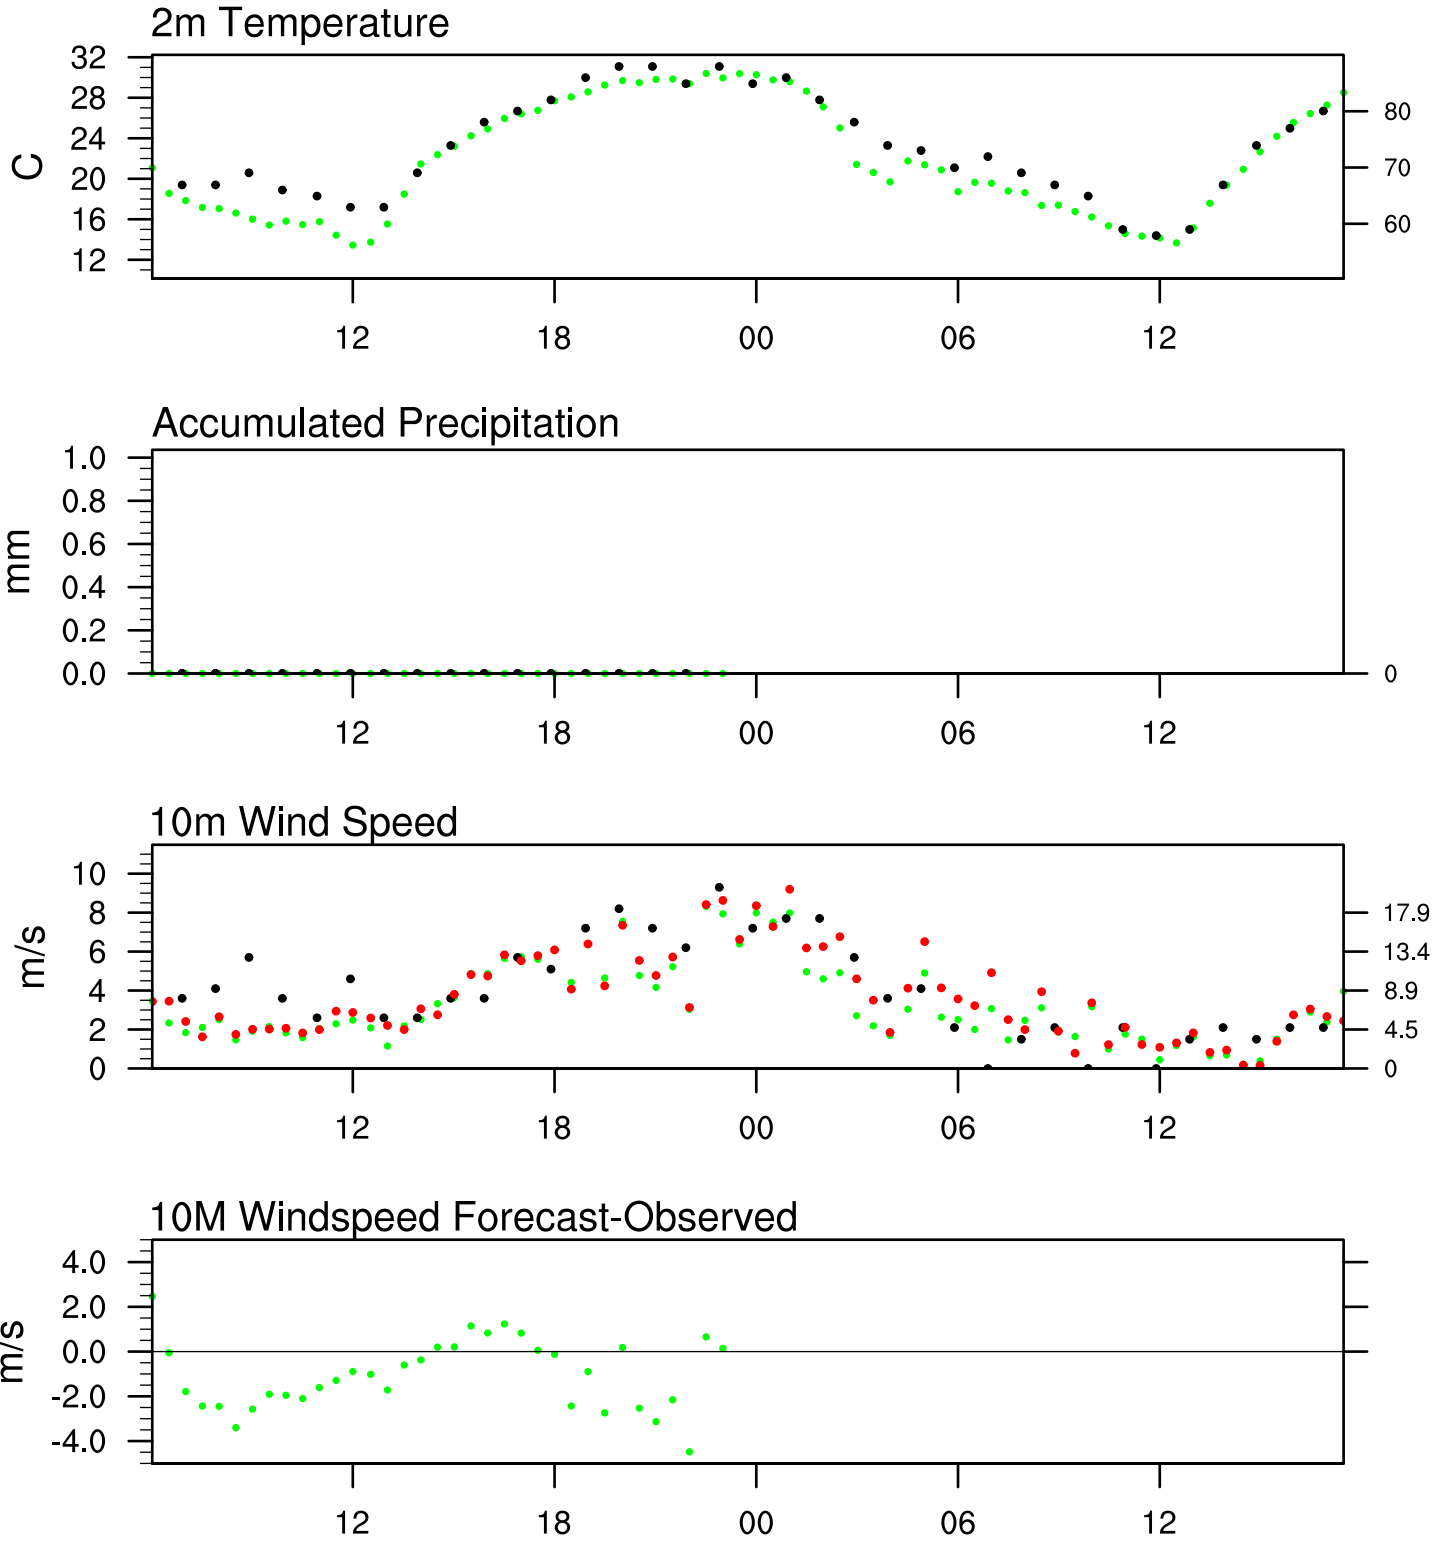 2m Temperature
32
28
24
20
16
12
C
80
70
60
12 18 00 06 12
Accumulated Precipitation
1.0
0.8
0.6
0.4
0.2
0.0
mm
0
12 18 00 06 12
10m Wind Speed
10
8
6
4
2
0
m/s
17.9
13.4
8.9
4.5
0
12 18 00 06 12
10M Windspeed Forecast-Observed
4.0
2.0
0.0
-2.0
-4.0
m/s
12 18 00 06 12